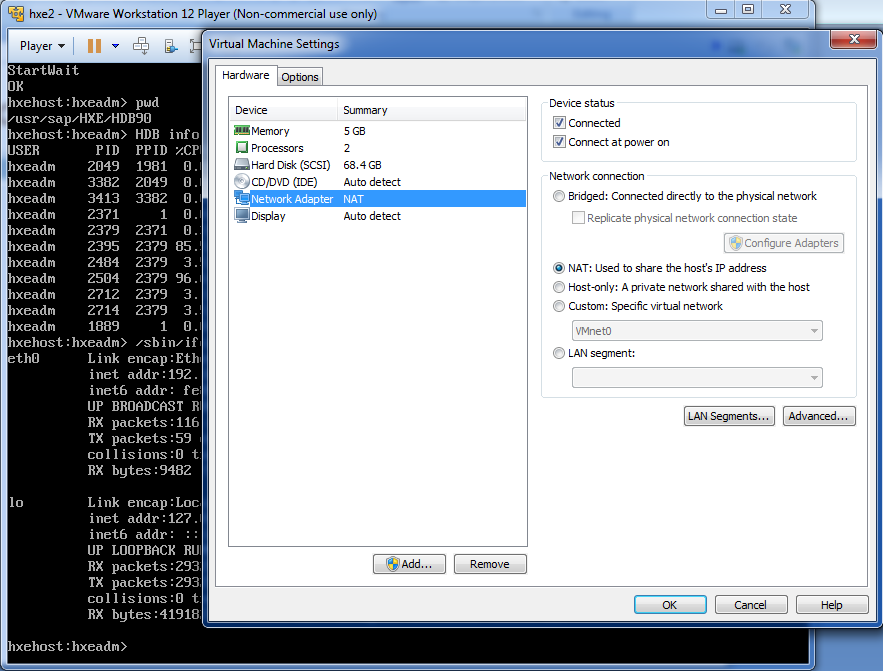 hxe2 - VMware Workstation 12 Player (Non-commercial use only)
Player
StartWait
OK
hxehost:hxeadm> pwd
/usr/sap/HXE/HDB90
hxehost:hxeadm> HDB info
USER PID PPID %CP
hxeadm 2049 1981 0.
hxeadm 3382 2049 0.
hxeadm 3413 3382 0.
hxeadm 2371 1 0.
hxeadm 2379 2371 0.
hxeadm 2395 2379 85.
hxeadm 2484 2379 3.
hxeadm 2504 2379 96.
hxeadm 2712 2379 3.
hxeadm 2714 2379 3.
hxeadm 1889 1 0.
hxehost:hxeadm> /sbin/if
eth0 Link encap:Eth
inet addr:192.
inet6 addr: fe
UP BROADCAST RU
RX packets:116
TX packets:59
collisions:0 t
RX bytes:9482
lo Link encap:Loc
inet addr:127.
inet6 addr: ::
UP LOOPBACK RU
RX packets:293
TX packets:293
collisions:0 t
RX bytes:4191
hxehost:hxeadm>
Virtual Machine Settings
Hardware Options
Device Summary
Memory 5 GB
Processors 2
Hard Disk (SCSI) 68.4 GB
CD/DVD (IDE) Auto detect
Network Adapter NAT
Display Auto detect
Add... Remove
Device status
Connected
Connect at power on
Network connection
Bridged: Connected directly to the physical network
Replicate physical network connection state
Configure Adapters
NAT: Used to share the host's IP address
Host-only: A private network shared with the host
Custom: Specific virtual network
VMnet0
LAN segment:
LAN Segments... Advanced...
OK Cancel Help